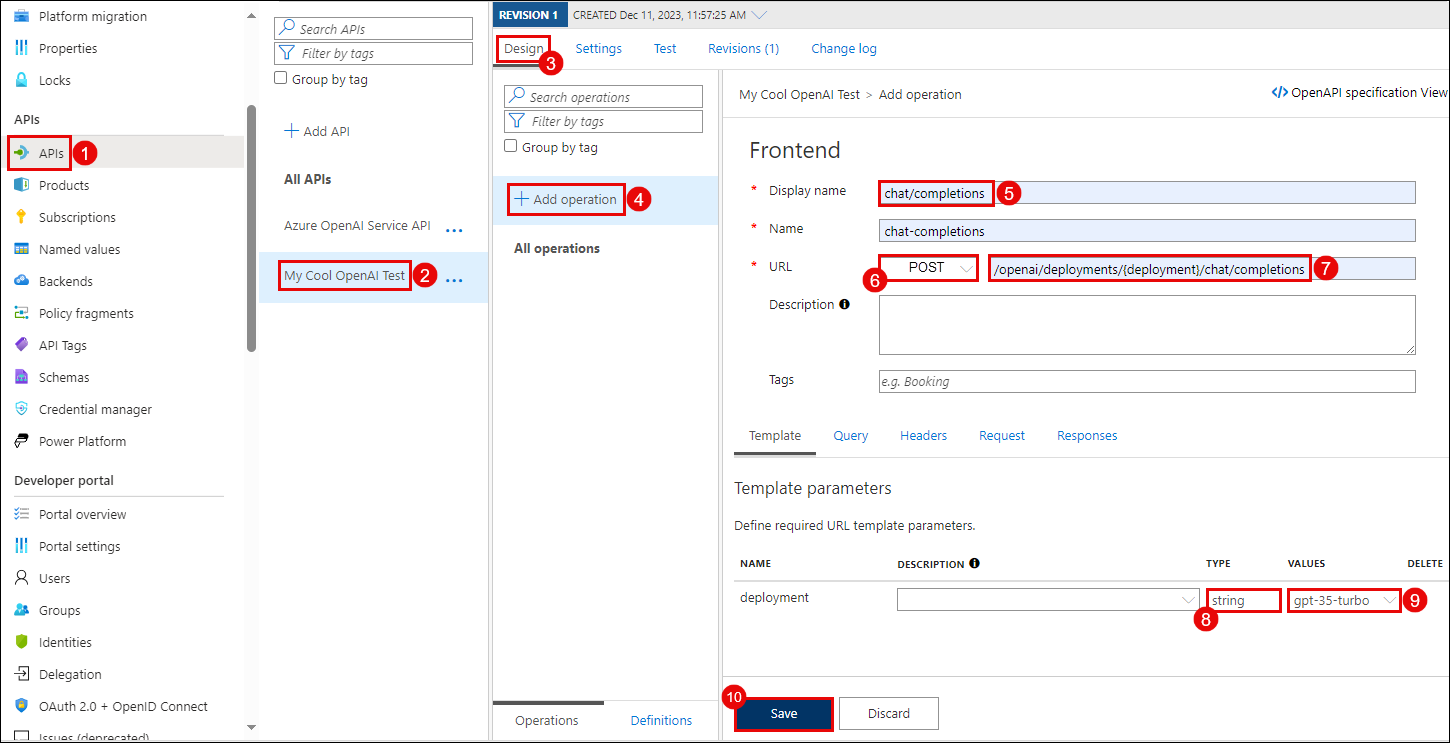 Platform migration
Properties
Locks
APIs
APIs
1
Products
Subscriptions
Named values
Backends
Policy fragments
API Tags
Schemas
Credential manager
Power Platform
Developer portal
Portal overview
Portal settings
Users
Groups
Identities
Delegation
OAuth 2.0 + OpenID Connect
Issues (deprecated)
Search APIs
Filter by tags
Group by tag
+ Add API
All APIs
Azure OpenAI Service API ...
My Cool OpenAI Test 2 ...
REVISION 1 CREATED Dec 11, 2023, 11:57:25 AM
Design Settings Test Revisions (1) Change log
3
Search operations
Filter by tags
Group by tag
+ Add operation 4
All operations
Operations Definitions
My Cool OpenAI Test > Add operation
</> OpenAPI specification View
Frontend
* Display name chat/completions 5
* Name chat-completions
* URL POST /openai/deployments/{deployment}/chat/completions 7
6
Description
Tags e.g. Booking
Template Query Headers Request Responses
Template parameters
Define required URL template parameters.
NAME DESCRIPTION TYPE VALUES DELETE
deployment string gpt-35-turbo 9
8
10
Save Discard